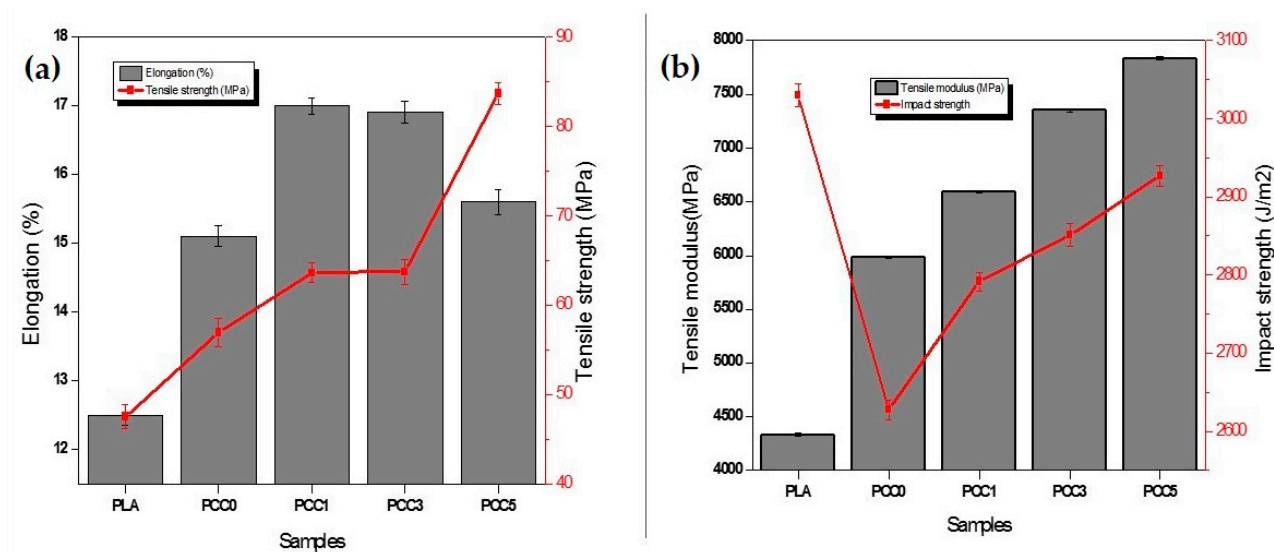 (a)
Elongation (%)
Tensile strength (MPa)
18
17
16
15
14
13
12
Elongation (%)
90
80
70
60
50
40
Tensile strength (MPa)
PLA PCC0 PCC1 PCC3 PCC5
Samples
(b)
Tensile modulus (MPa)
Impact strength
8000
7500
7000
6500
6000
5500
5000
4500
4000
Tensile modulus(MPa)
3100
3000
2900
2800
2700
2600
Impact strength (J/m2)
PLA PCC0 PCC1 PCC3 PCC5
Samples